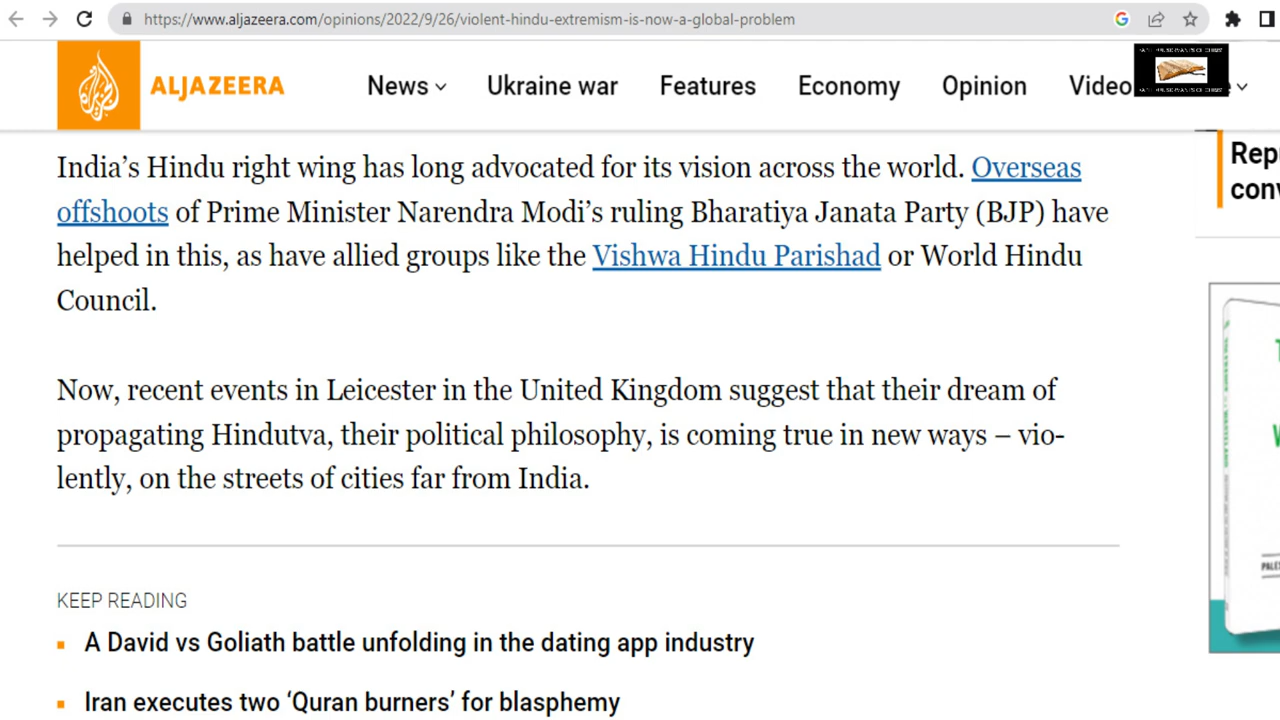 https://www.aljazeera.com/opinions/2022/9/26/violent-hindu-extremism-is-now-a-global-problem
ALJAZEERA
News
Ukraine war
Features
Economy
Opinion
Video
India’s Hindu right wing has long advocated for its vision across the world. Overseas
offshoots of Prime Minister Narendra Modi’s ruling Bharatiya Janata Party (BJP) have
helped in this, as have allied groups like the Vishwa Hindu Parishad or World Hindu
Council.
Now, recent events in Leicester in the United Kingdom suggest that their dream of
propagating Hindutva, their political philosophy, is coming true in new ways – vio-
lently, on the streets of cities far from India.
KEEP READING
A David vs Goliath battle unfolding in the dating app industry
Iran executes two ‘Quran burners’ for blasphemy